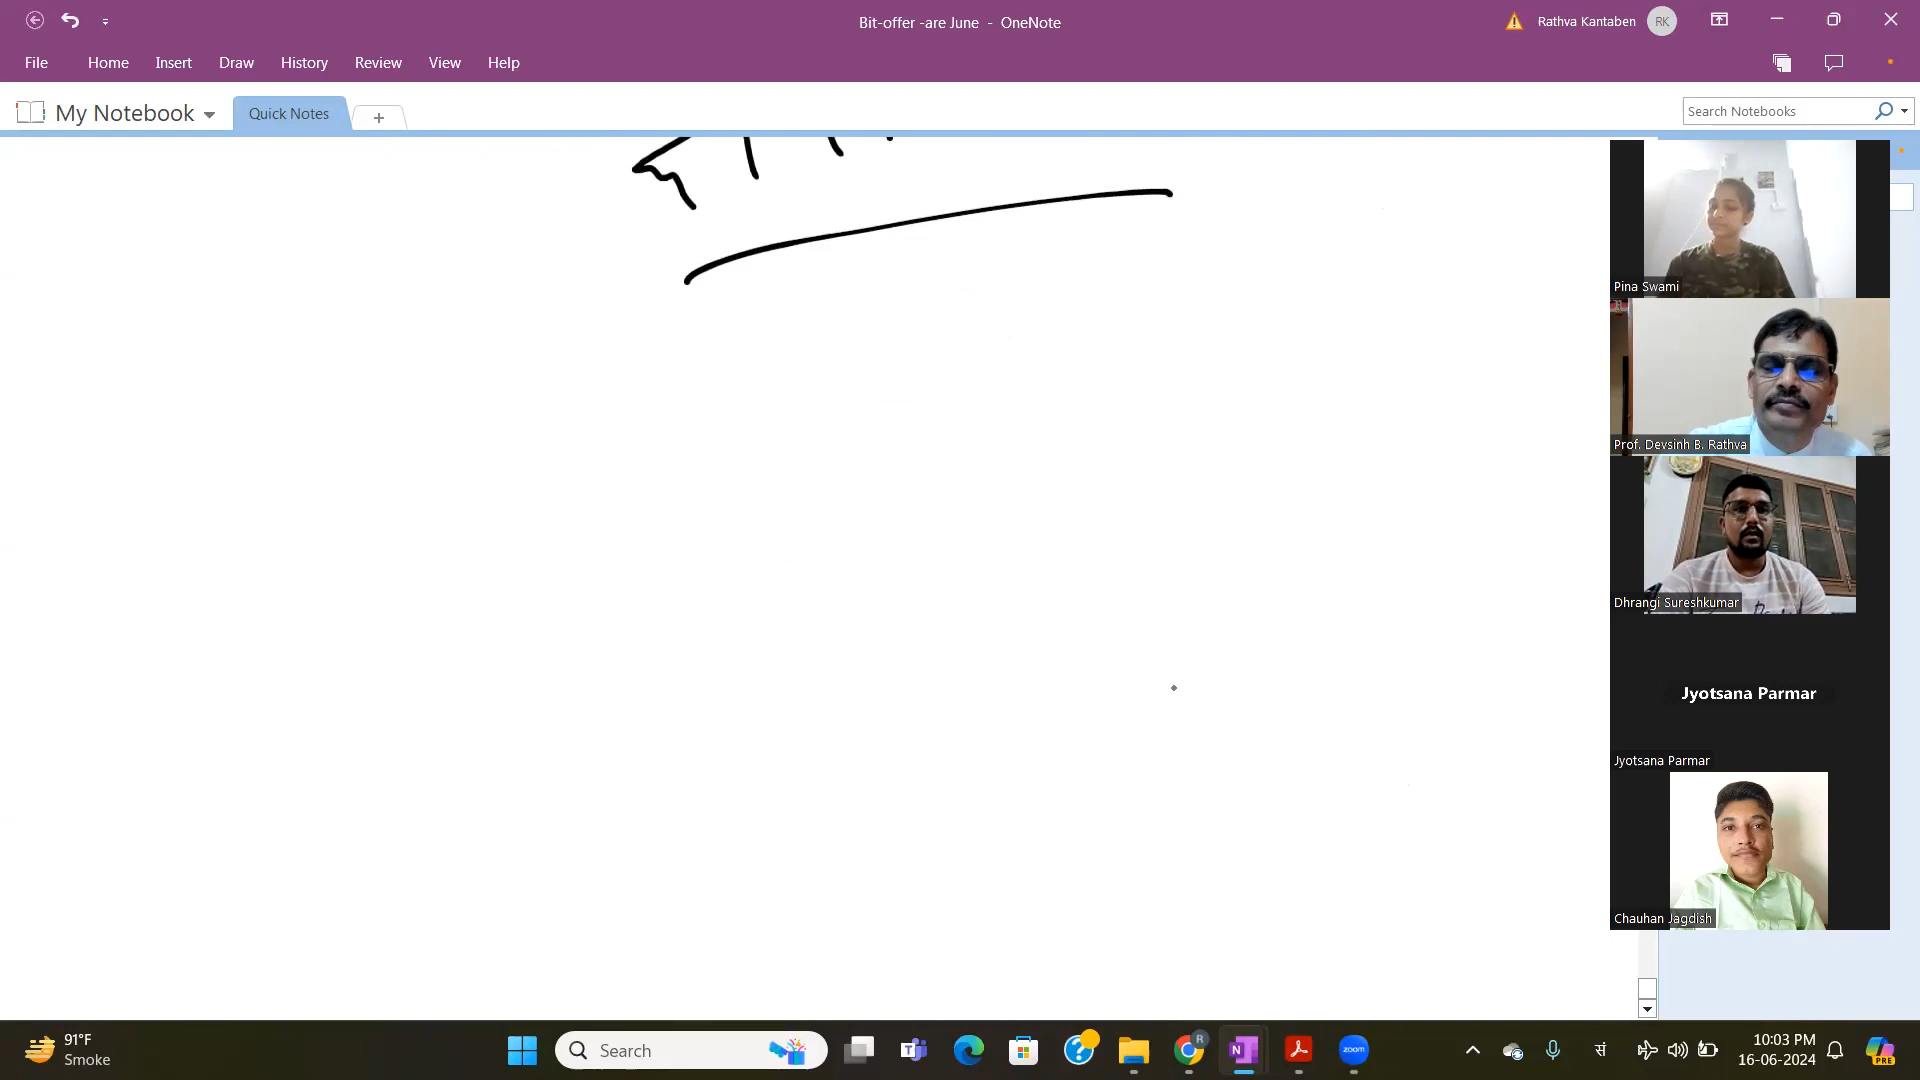 Bit-offer -are June - OneNote
Rathva Kantaben
RK
File
Home
Insert
Draw
History
Review
View
Help
My Notebook
Quick Notes
+
Search Notebooks
Pina Swami
Prof. Devsinh B. Rathva
Dhrangi Sureshkumar
Jyotsana Parmar
Jyotsana Parmar
Chauhan Jagdish
91°F
Smoke
Search
zoom
R
सं
10:03 PM
16-06-2024
PRE